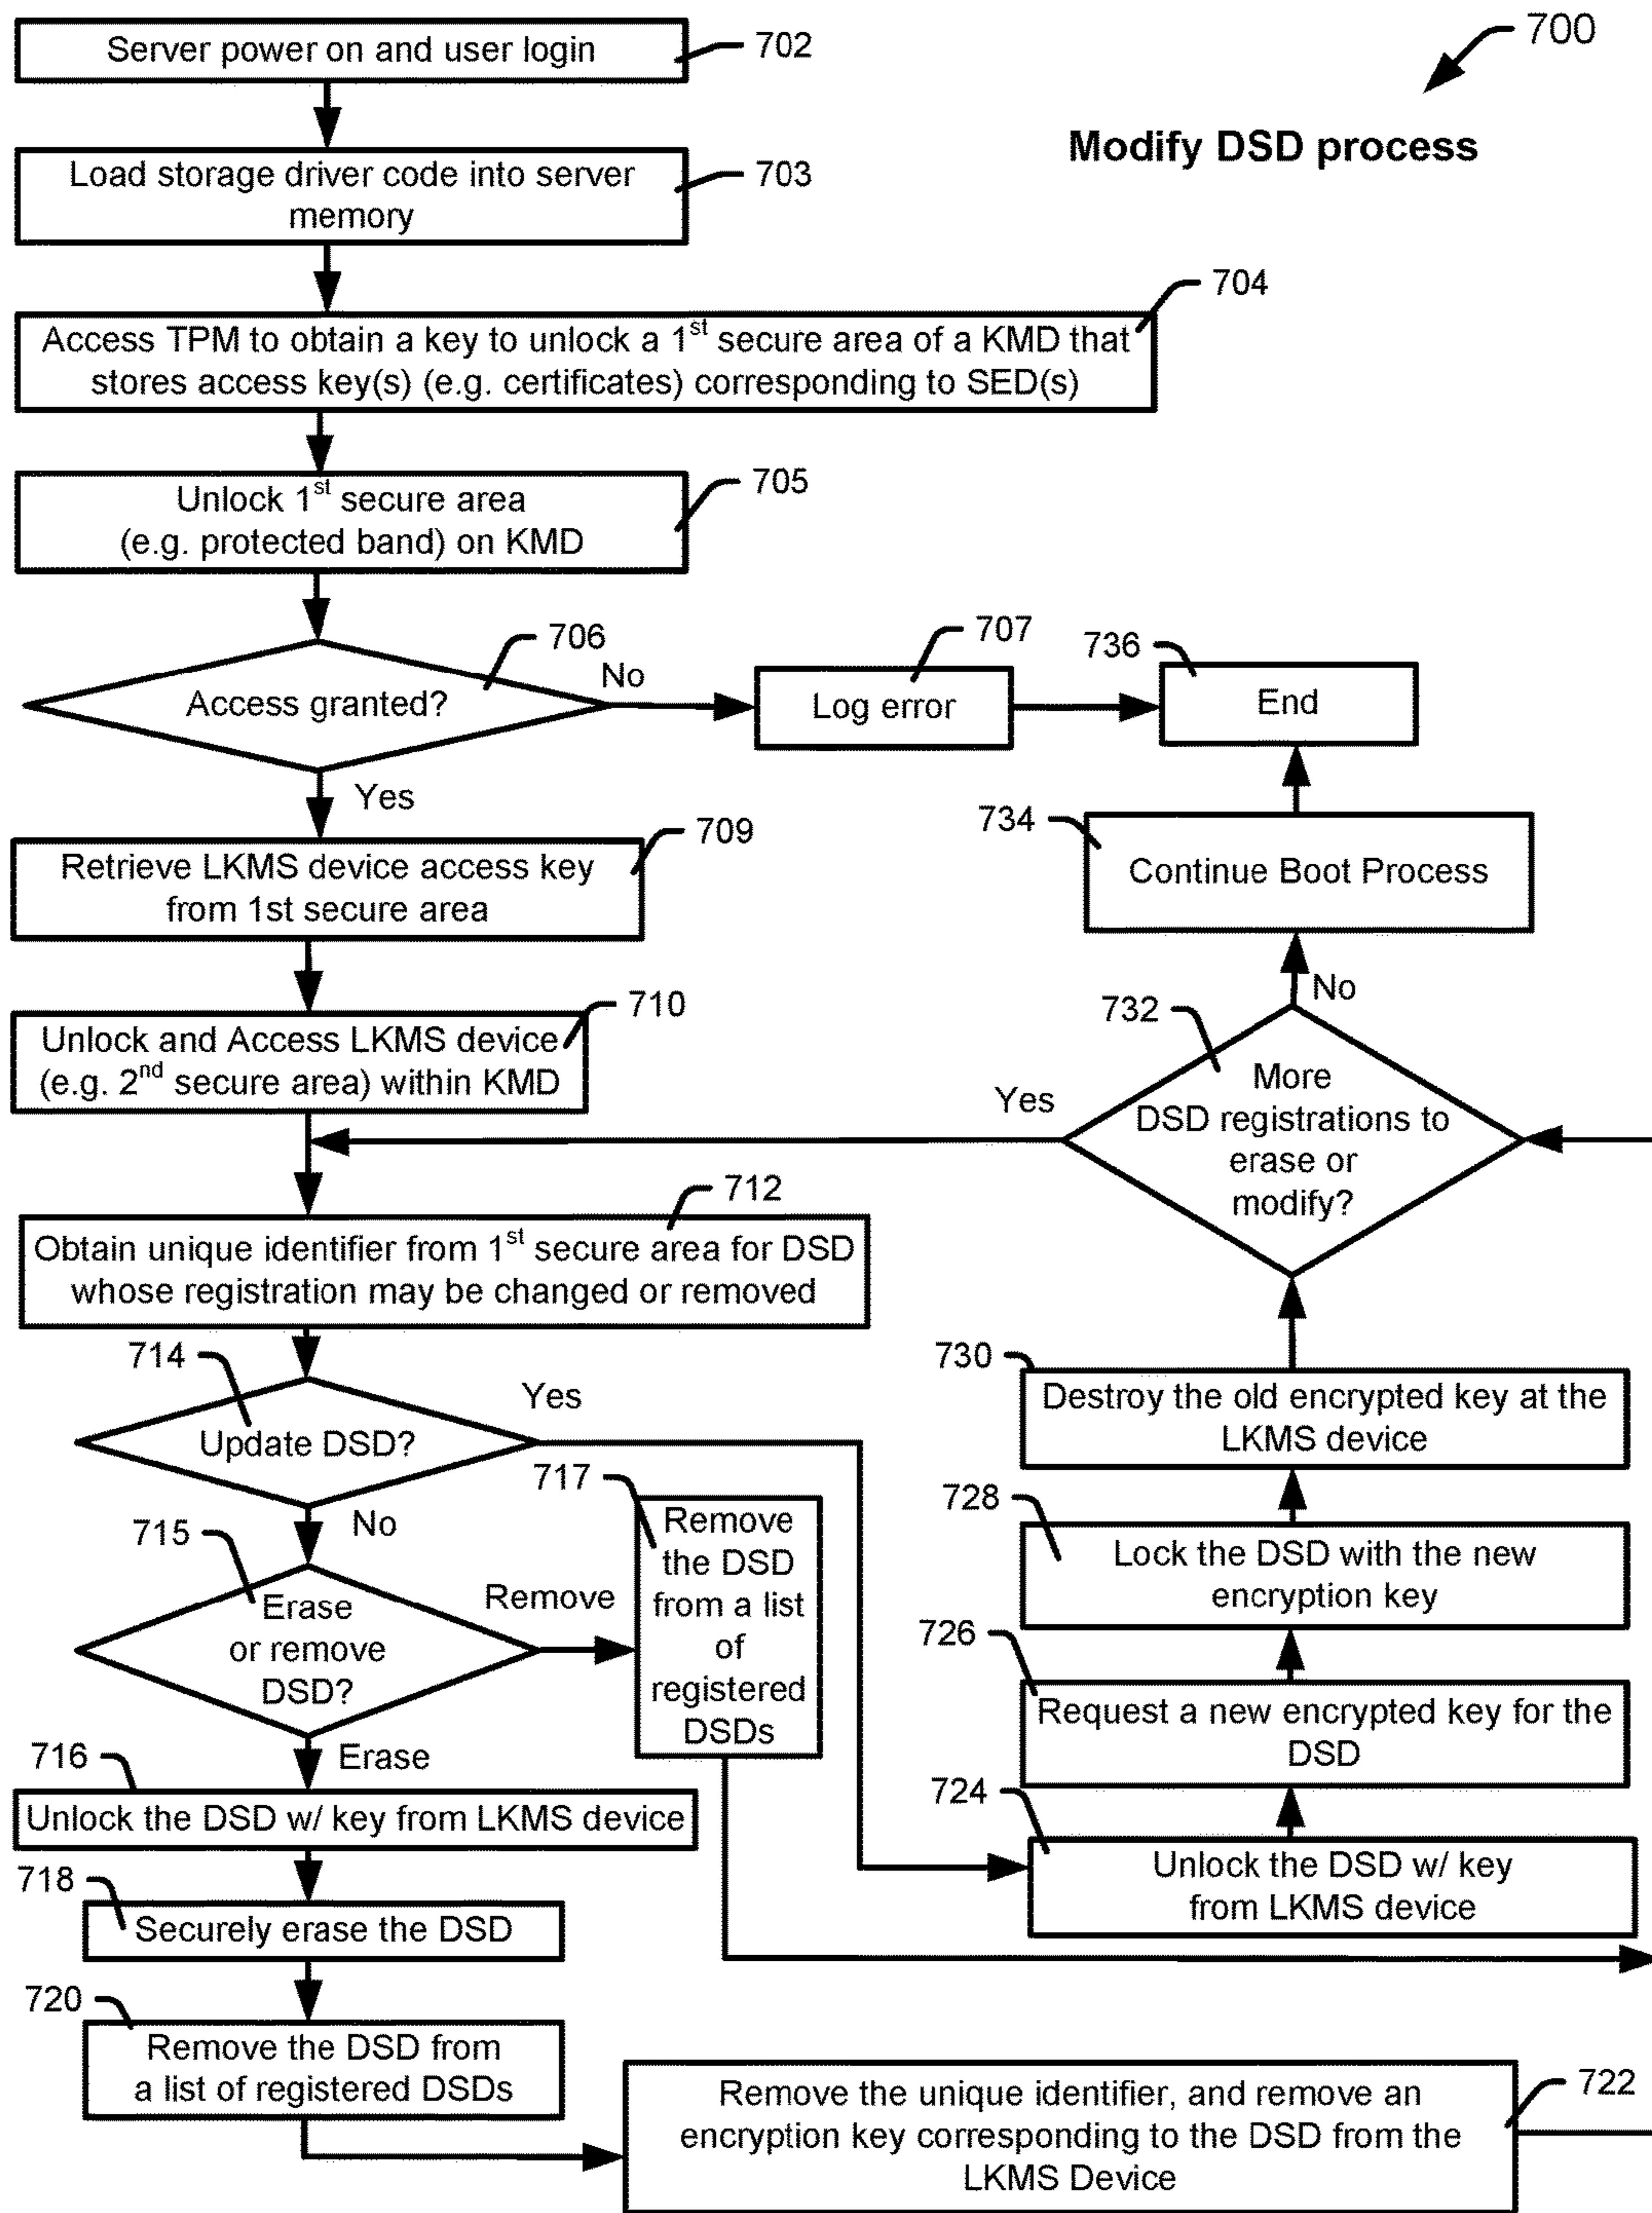 700
Modify DSD process
Server power on and user login
702
Load storage driver code into server
memory
703
704
Access TPM to obtain a key to unlock a 1st secure area of a KMD that
stores access key(s) (e.g. certificates) corresponding to SED(s)
705
Unlock 1st secure area
(e.g. protected band) on KMD
706
Access granted?
No
Yes
707
Log error
736
End
709
Retrieve LKMS device access key
from 1st secure area
734
Continue Boot Process
710
Unlock and Access LKMS device
(e.g. 2nd secure area) within KMD
732
No
Yes
More
DSD registrations to
erase or
modify?
712
Obtain unique identifier from 1st secure area for DSD
whose registration may be changed or removed
714
Update DSD?
Yes
No
715
Erase
or remove
DSD?
Remove
Erase
717
Remove
the DSD
from a list
of
registered
DSDs
730
Destroy the old encrypted key at the
LKMS device
728
Lock the DSD with the new
encryption key
726
Request a new encrypted key for the
DSD
724
Unlock the DSD w/ key
from LKMS device
716
Unlock the DSD w/ key from LKMS device
718
Securely erase the DSD
720
Remove the DSD from
a list of registered DSDs
722
Remove the unique identifier, and remove an
encryption key corresponding to the DSD from the
LKMS Device